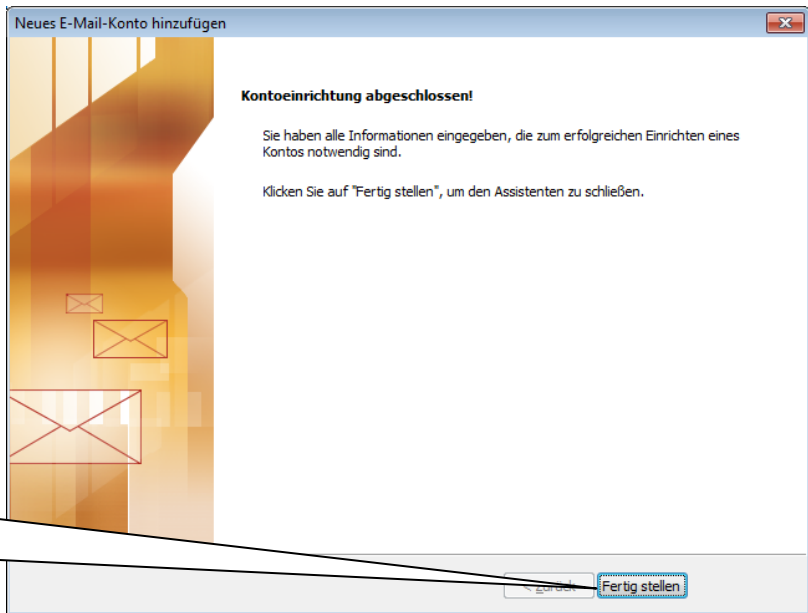 Neues E-Mail-Konto hinzufügen
Kontoeinrichtung abgeschlossen!
Sie haben alle Informationen eingegeben, die zum erfolgreichen Einrichten eines
Kontos notwendig sind.
Klicken Sie auf "Fertig stellen", um den Assistenten zu schließen.
< zurück Fertig stellen